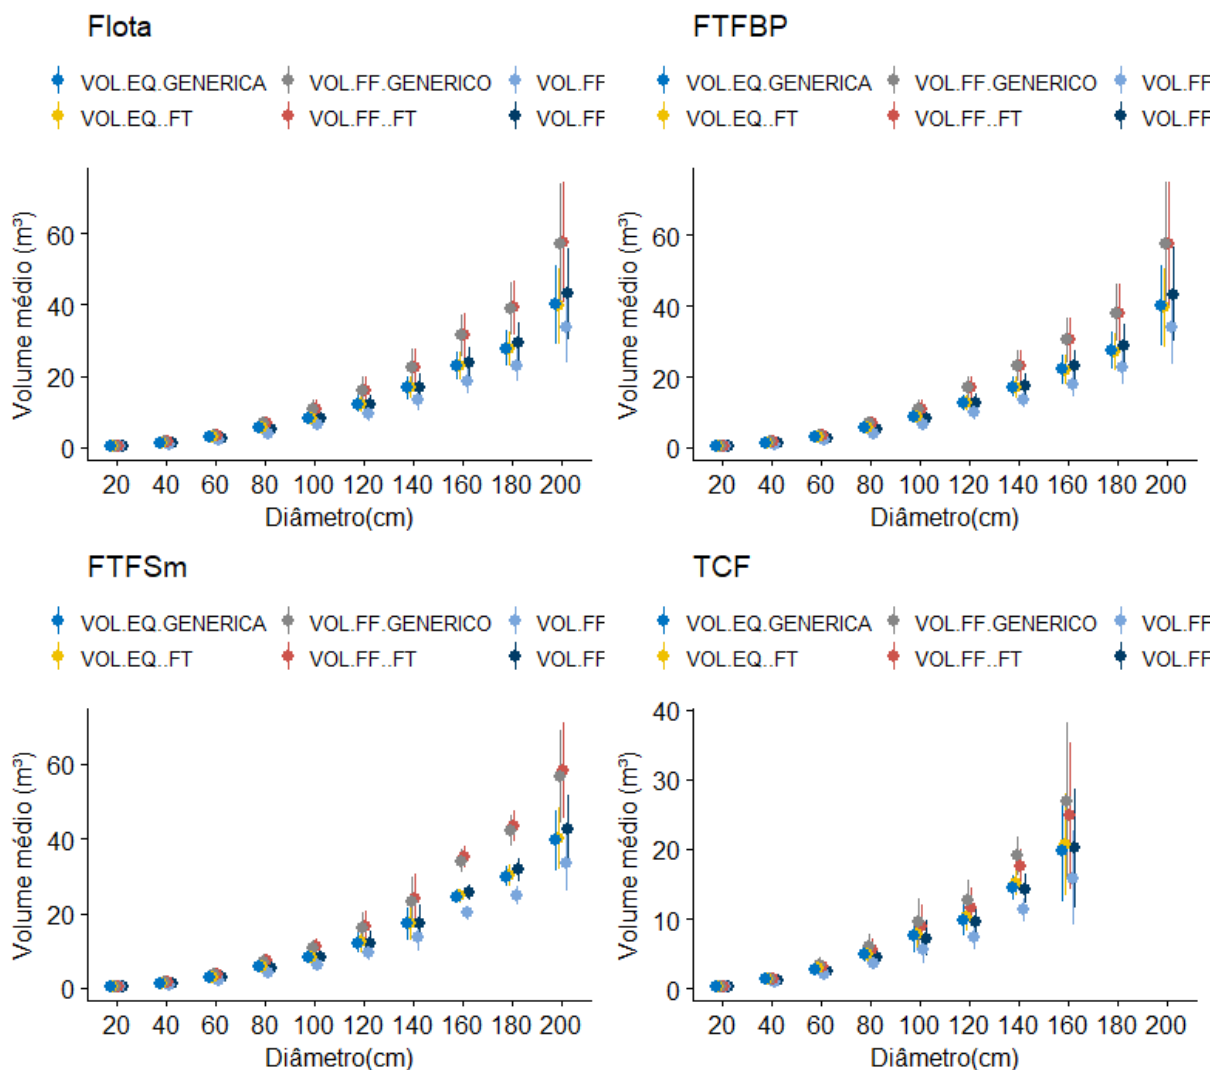 Flota
VOL.EQ.GENERICA VOL.FF.GENERICO VOL.FF
VOL.EQ..FT VOL.FF..FT VOL.FF
Volume médio (m³)
60
40
20
0
20 40 60 80 100 120 140 160 180 200
Diâmetro(cm)
FTFBP
VOL.EQ.GENERICA VOL.FF.GENERICO VOL.FF
VOL.EQ..FT VOL.FF..FT VOL.FF
Volume médio (m³)
60
40
20
0
20 40 60 80 100 120 140 160 180 200
Diâmetro(cm)
FTFSm
VOL.EQ.GENERICA VOL.FF.GENERICO VOL.FF
VOL.EQ..FT VOL.FF..FT VOL.FF
Volume médio (m³)
60
40
20
0
20 40 60 80 100 120 140 160 180 200
Diâmetro(cm)
TCF
VOL.EQ.GENERICA VOL.FF.GENERICO VOL.FF
VOL.EQ..FT VOL.FF..FT VOL.FF
Volume médio (m³)
40
30
20
10
0
20 40 60 80 100 120 140 160 180 200
Diâmetro(cm)